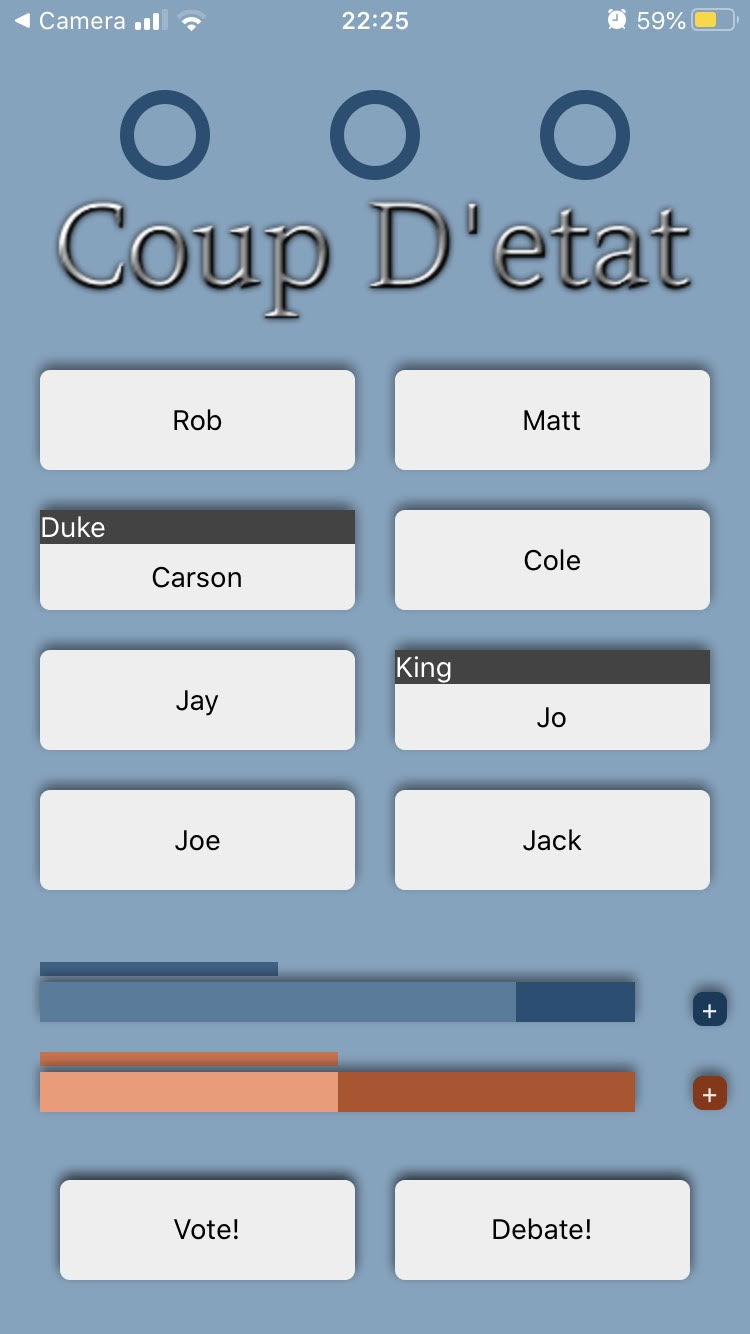 ◀ Camera 22:25 59%
Coup D'etat
Rob Matt
Duke
Carson Cole
Jay
King
Jo
Joe Jack
+
+
Vote! Debate!